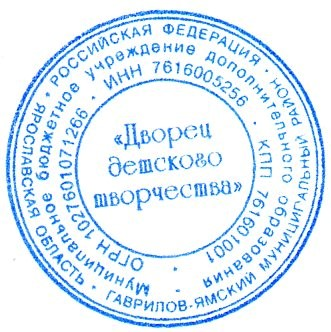 РОССИЙСКАЯ ФЕДЕРАЦИЯ • ЯРОСЛАВСКАЯ ОБЛАСТЬ • ГАВРИЛОВ-ЯМСКИЙ МУНИЦИПАЛЬНЫЙ РАЙОН •
Муниципальное бюджетное учреждение дополнительного образования •
ОГРН 1027601071266 • ИНН 7616005256 • КПП 761601001 •
«Дворец
детского
творчества»